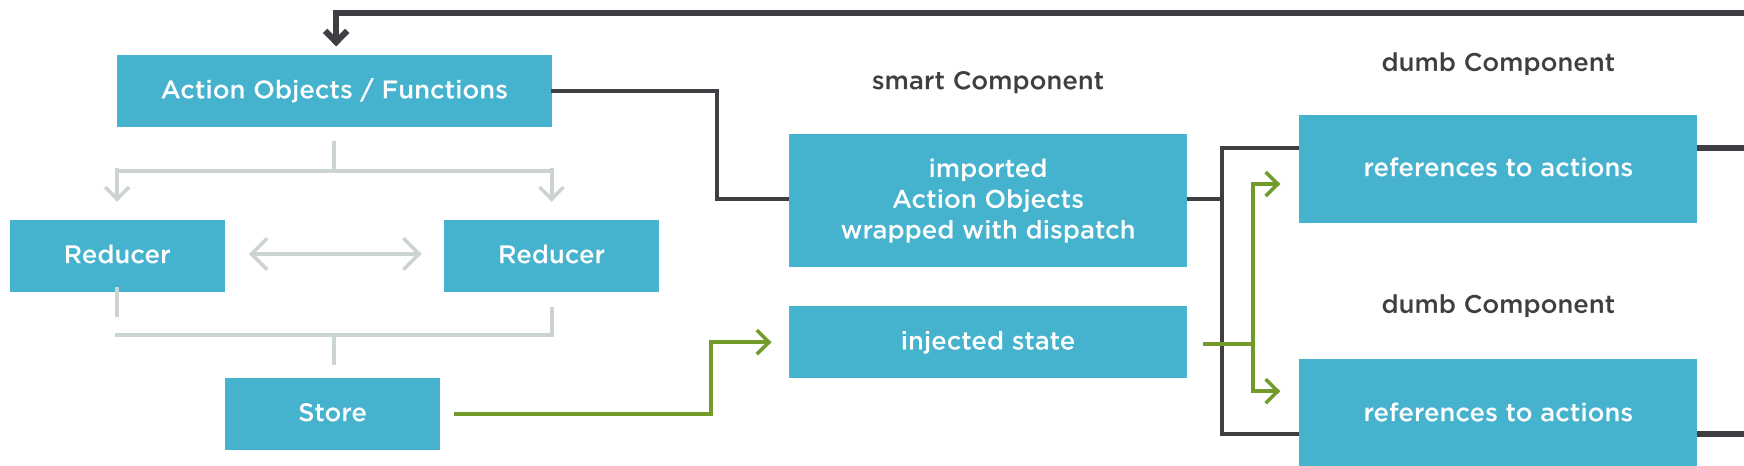 Action Objects / Functions
Reducer
Reducer
Store
smart Component
imported
Action Objects
wrapped with dispatch
injected state
dumb Component
references to actions
dumb Component
references to actions